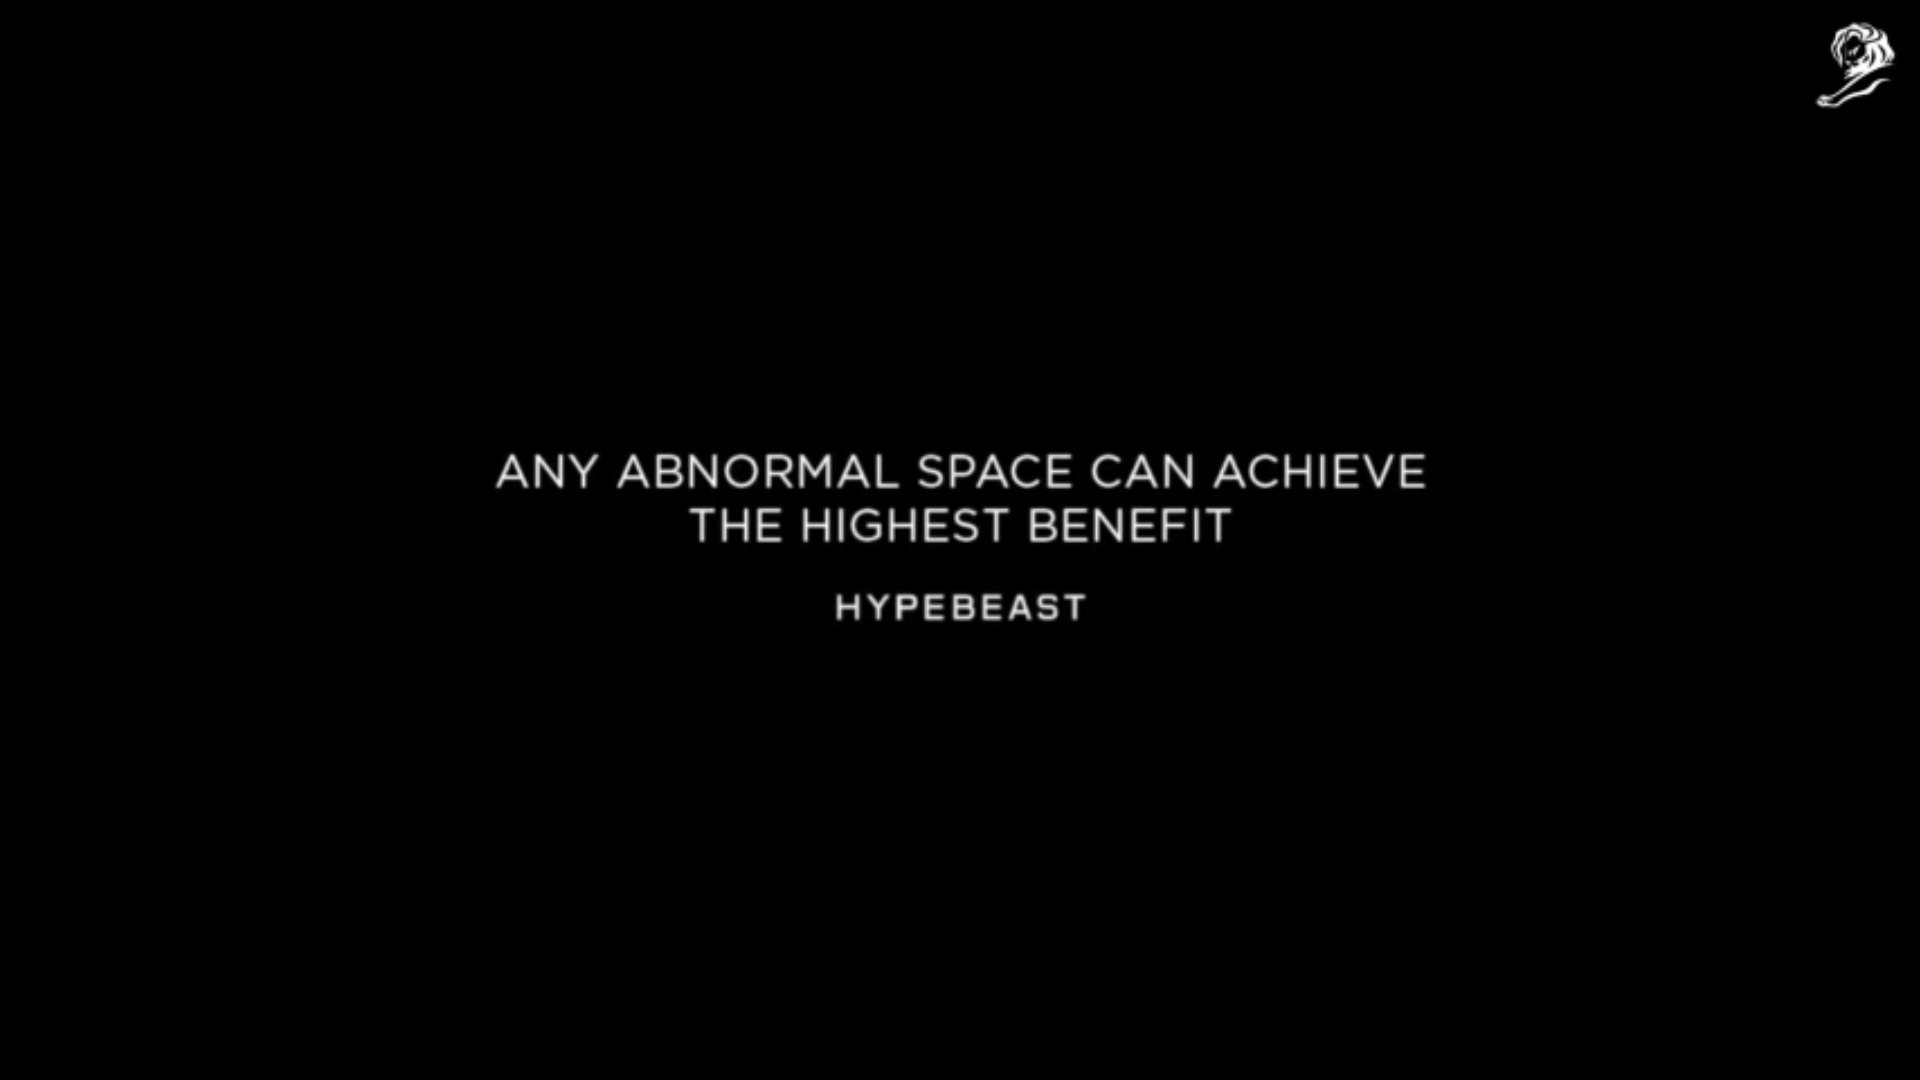 ANY ABNORMAL SPACE CAN ACHIEVE
THE HIGHEST BENEFIT
HYPEBEAST